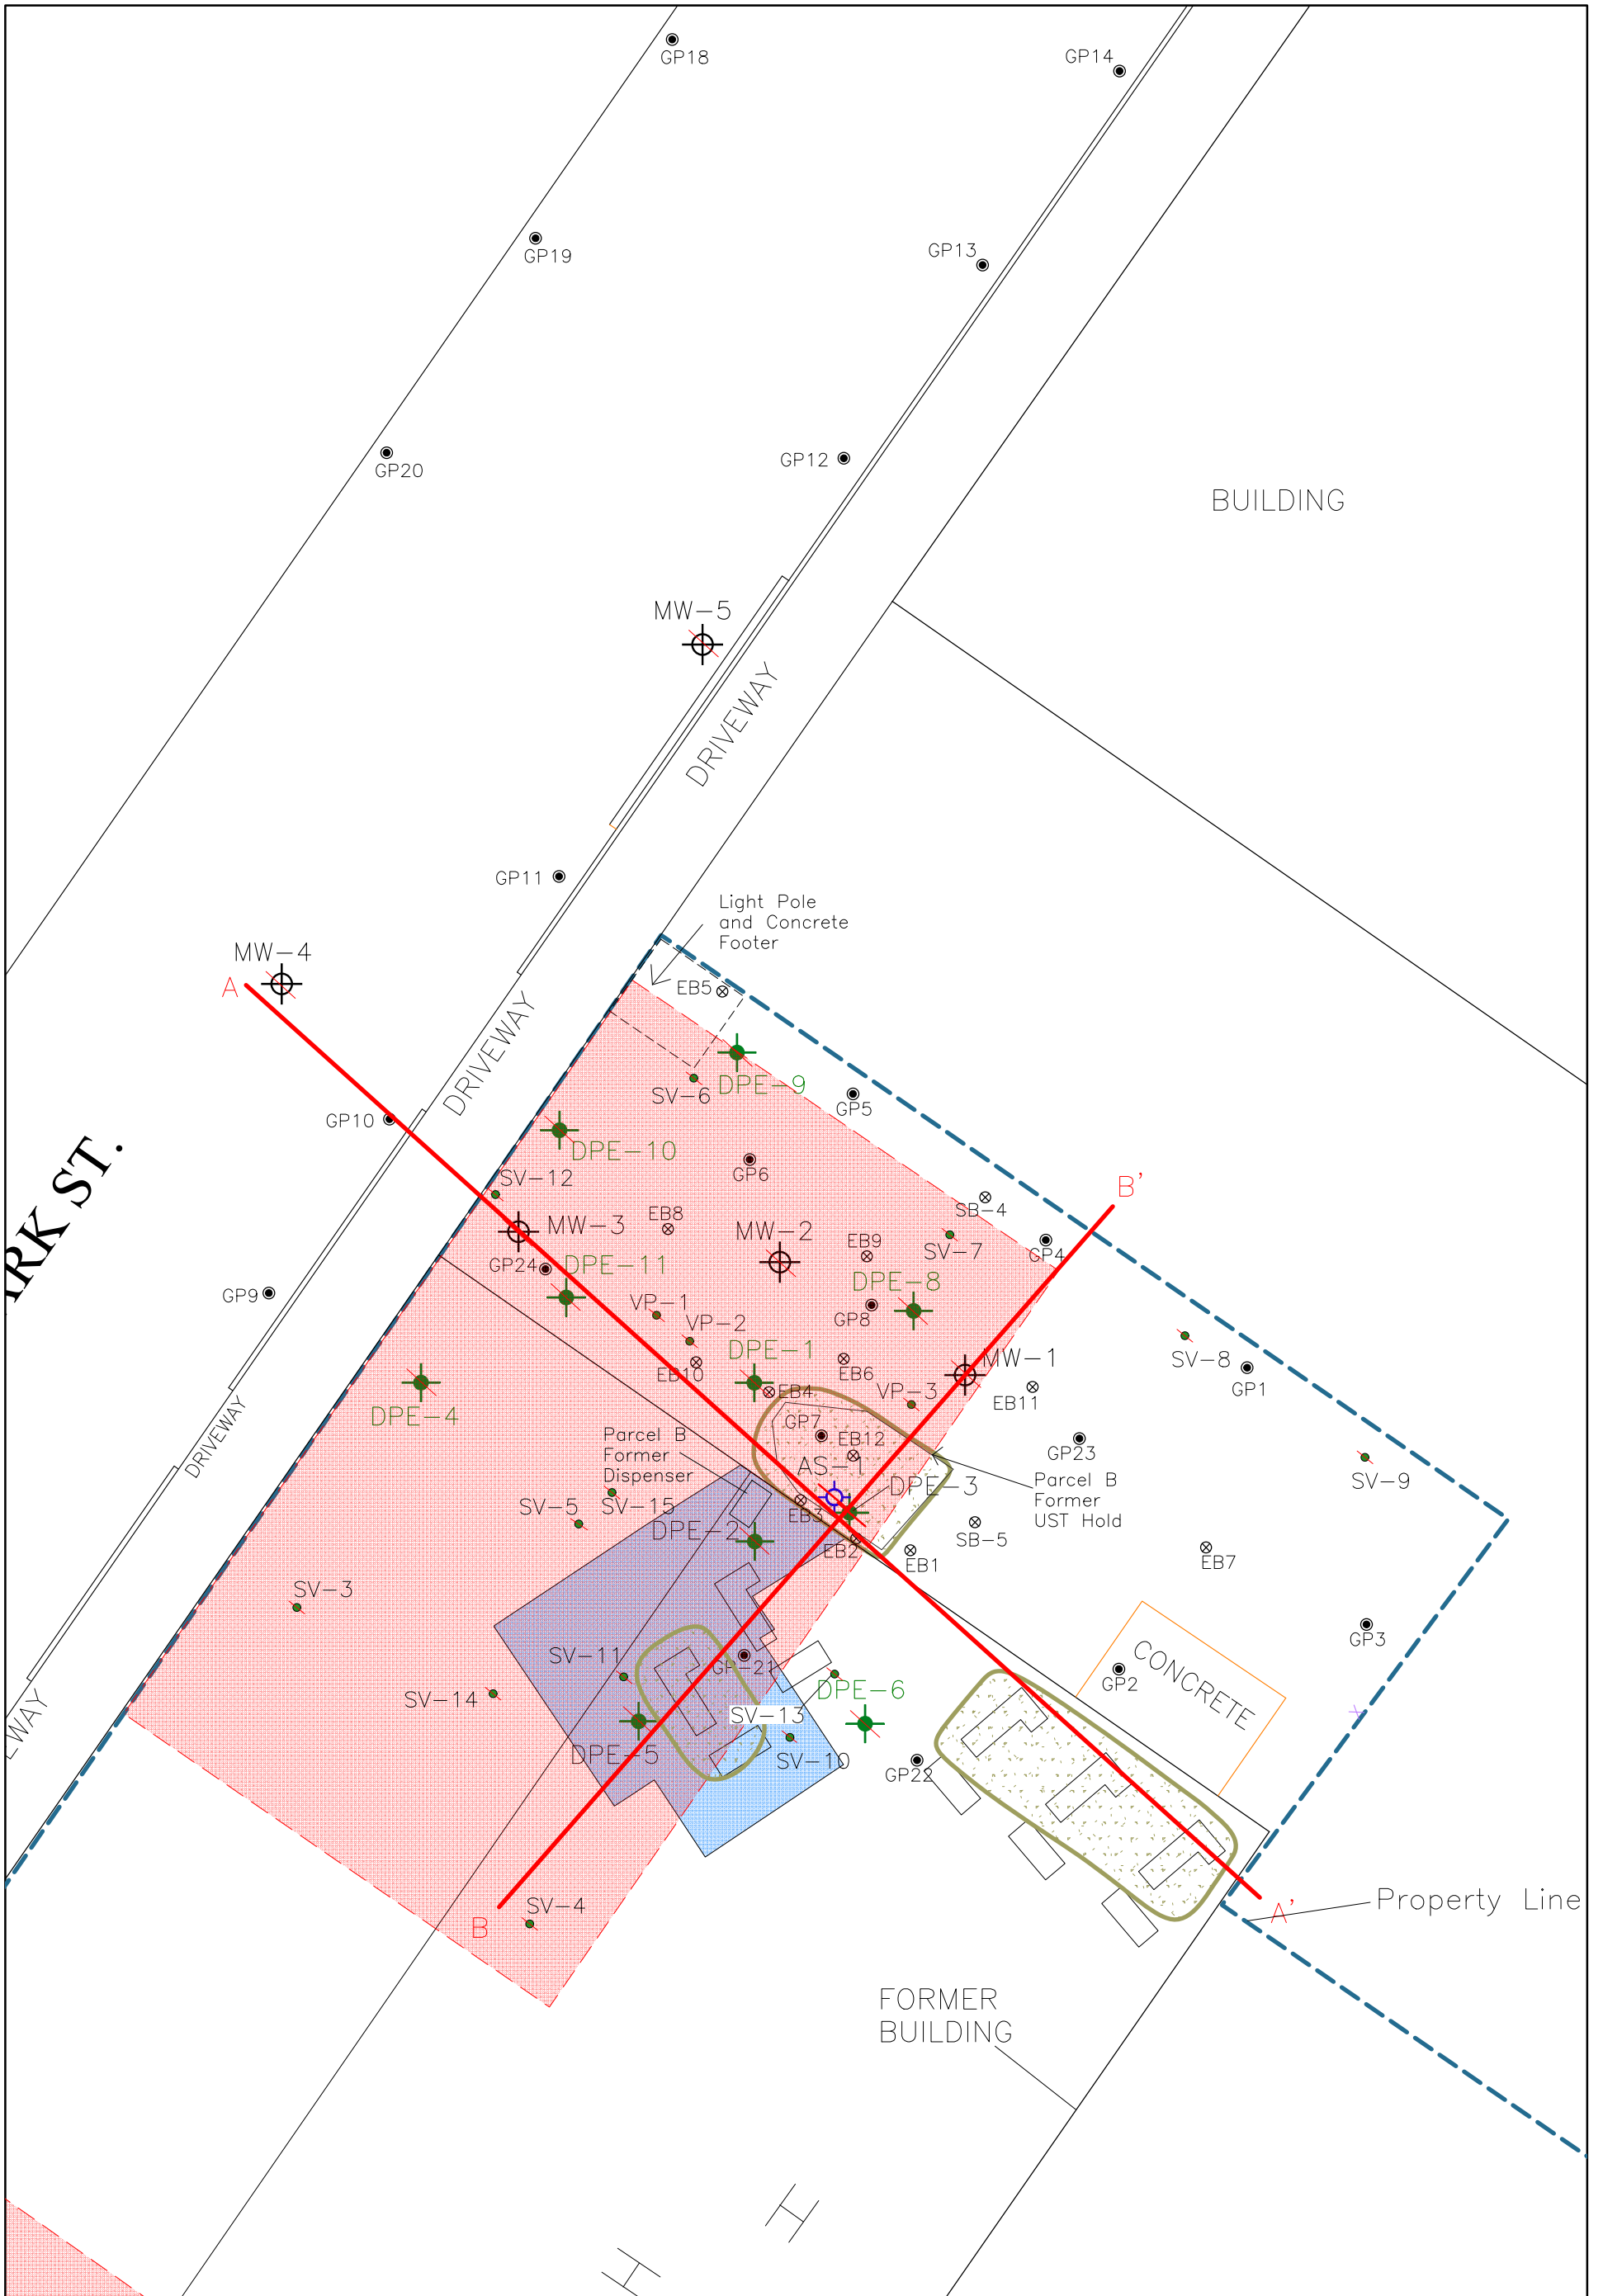 GP18
GP14
GP19
GP13
GP20
GP12
BUILDING
MW-5
DRIVEWAY
GP11
Light Pole
and Concrete
Footer
MW-4
A
EB5
DRIVEWAY
SV-6
DPE-9
GP5
GP10
DPE-10
GP6
SV-12
B'
SB-4
RK ST.
MW-3
EB8
MW-2
EB9
SV-7
GP4
GP24
DPE-11
DPE-8
GP9
VP-1
GP8
VP-2
SV-8
DPE-1
MW-1
GP1
EB10
EB6
EB4
VP-3
EB11
DPE-4
DRIVEWAY
GP7
EB12
GP23
Parcel B
Former
Dispenser
AS-1
DPE-3
Parcel B
Former
UST Hold
SV-9
SV-5
SV-15
EB3
DPE-2
EB2
EB1
SB-5
EB7
SV-3
GP3
CONCRETE
SV-11
GP-21
GP2
SV-14
DPE-6
WAY
SV-13
DPE-5
SV-10
GP22
SV-4
B
Property Line
A'
FORMER
BUILDING
H
H